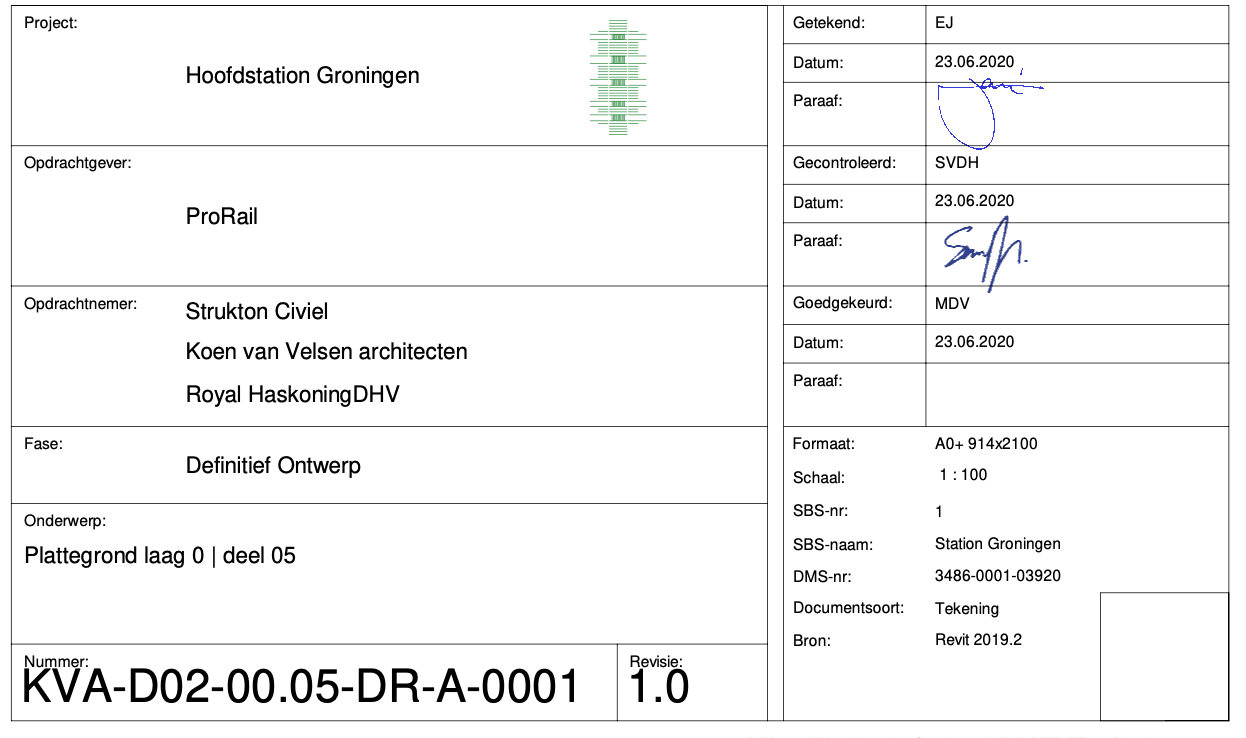 Project:
Hoofdstation Groningen
Opdrachtgever:
ProRail
Opdrachtnemer:
Strukton Civiel
Koen van Velsen architecten
Royal HaskoningDHV
Fase:
Definitief Ontwerp
Onderwerp:
Plattegrond laag 0 | deel 05
Nummer:
KVA-D02-00.05-DR-A-0001
Revisie:
1.0
Getekend: EJ
Datum: 23.06.2020
Paraaf:
Gecontroleerd: SVDH
Datum: 23.06.2020
Paraaf:
Goedgekeurd: MDV
Datum: 23.06.2020
Paraaf:
Formaat: A0+ 914x2100
Schaal: 1 : 100
SBS-nr: 1
SBS-naam: Station Groningen
DMS-nr: 3486-0001-03920
Documentsoort: Tekening
Bron: Revit 2019.2